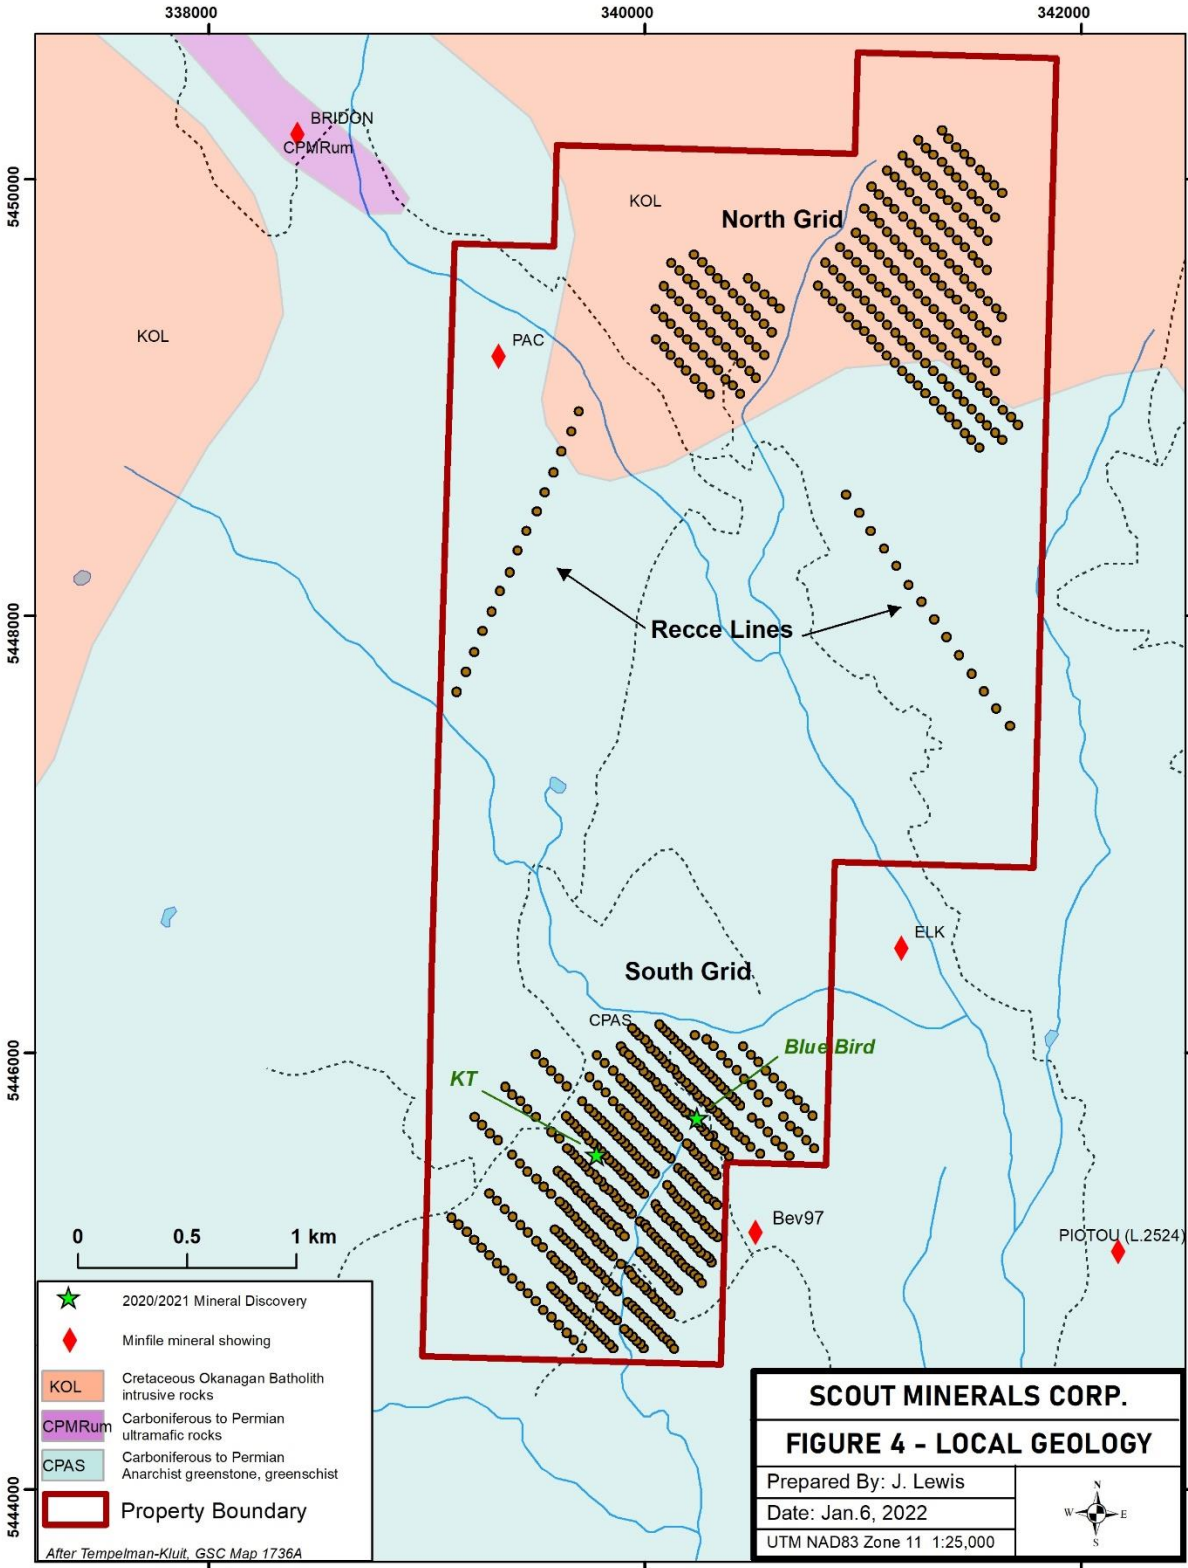 338000
340000
342000
BRIDON
CPMRum
5450000
KOL
North Grid
KOL
PAC
5448000
Recce Lines
ELK
South Grid
CPAS
Blue Bird
5446000
KT
Bev97
PIOTOU (L.2524)
0 0.5 1 km
2020/2021 Mineral Discovery
Minfile mineral showing
KOL
Cretaceous Okanagan Batholith
intrusive rocks
CPMRum
Carboniferous to Permian
ultramafic rocks
CPAS
Carboniferous to Permian
Anarchist greenstone, greenschist
Property Boundary
After Tempelman-Kluit, GSC Map 1736A
5444000
SCOUT MINERALS CORP.
FIGURE 4 - LOCAL GEOLOGY
Prepared By: J. Lewis
Date: Jan.6, 2022
UTM NAD83 Zone 11 1:25,000
N
W E
S